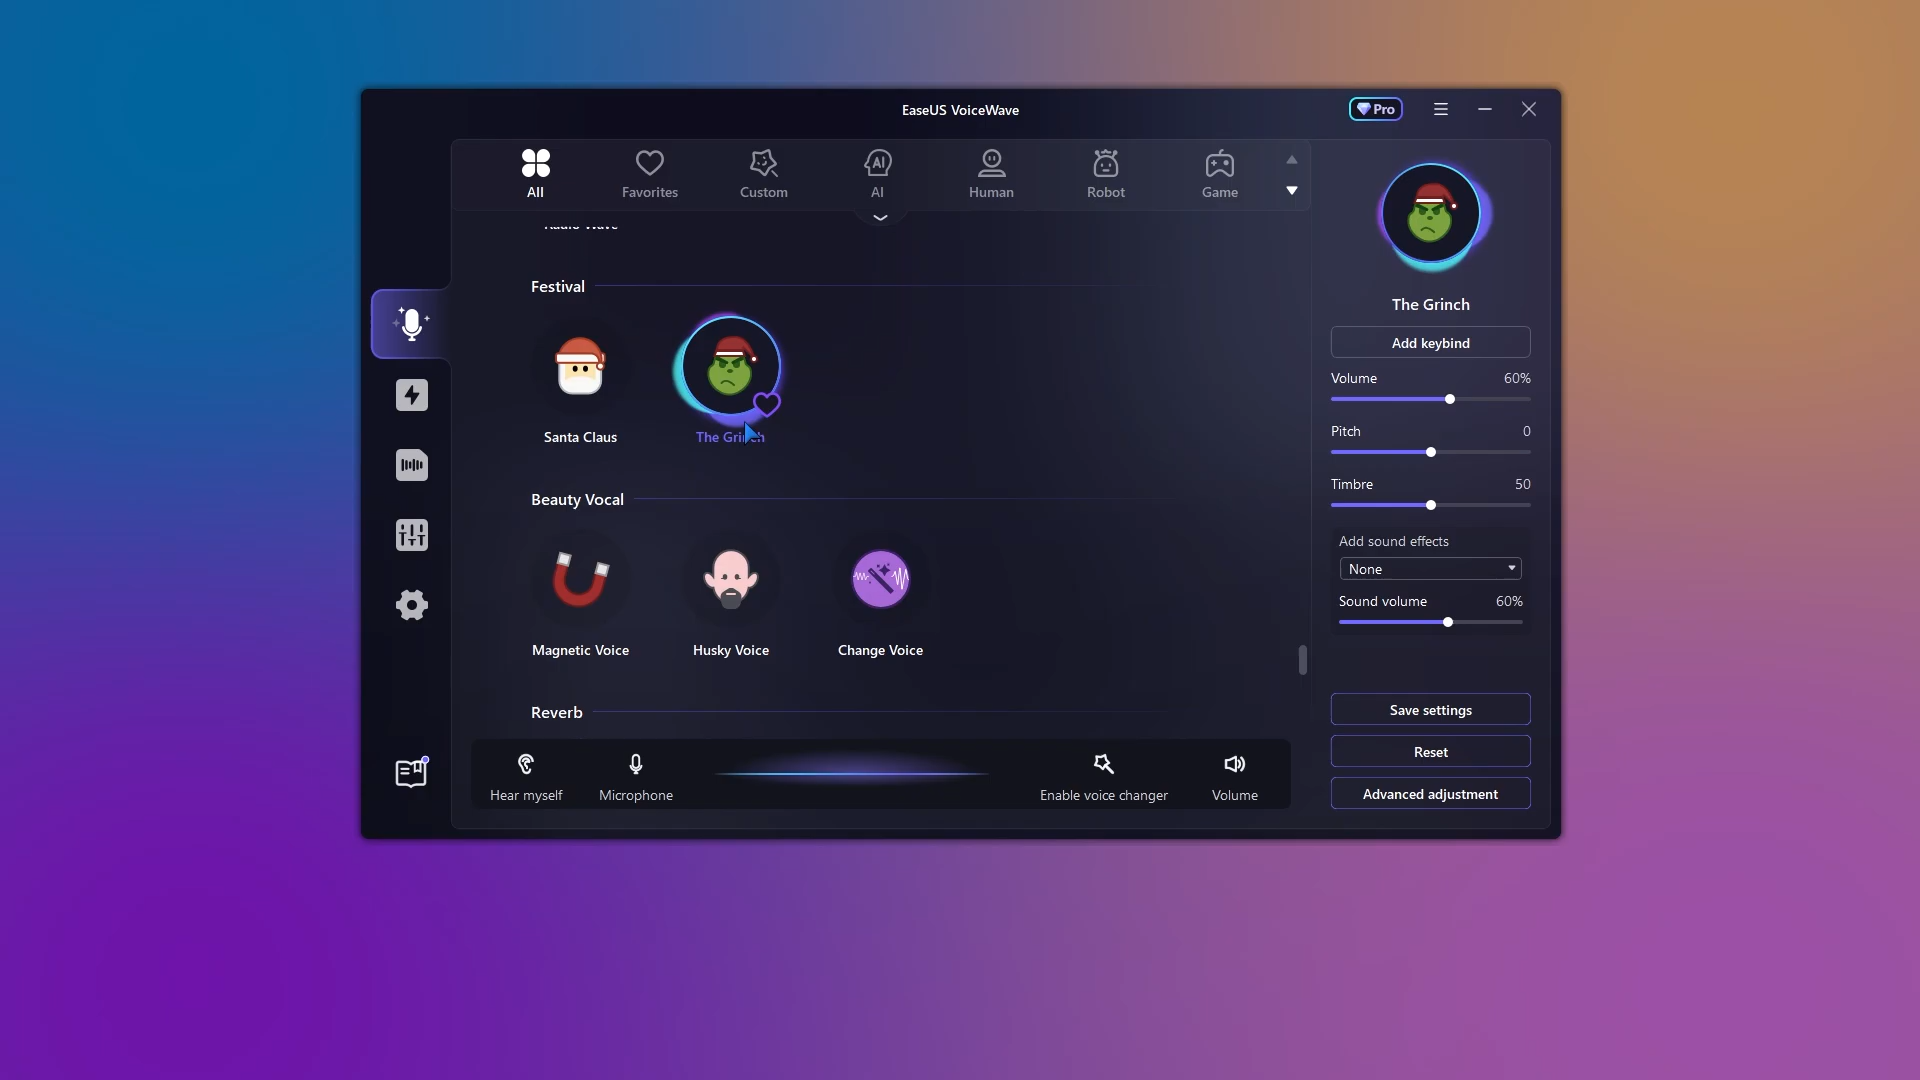 EaseUS VoiceWave
Pro
All
Favorites
Custom
AI
Human
Robot
Game
Radio Wave
Festival
Santa Claus
The Grinch
Beauty Vocal
Magnetic Voice
Husky Voice
Change Voice
Reverb
Hear myself
Microphone
Enable voice changer
Volume
The Grinch
Add keybind
Volume 60%
Pitch 0
Timbre 50
Add sound effects
None
Sound volume 60%
Save settings
Reset
Advanced adjustment